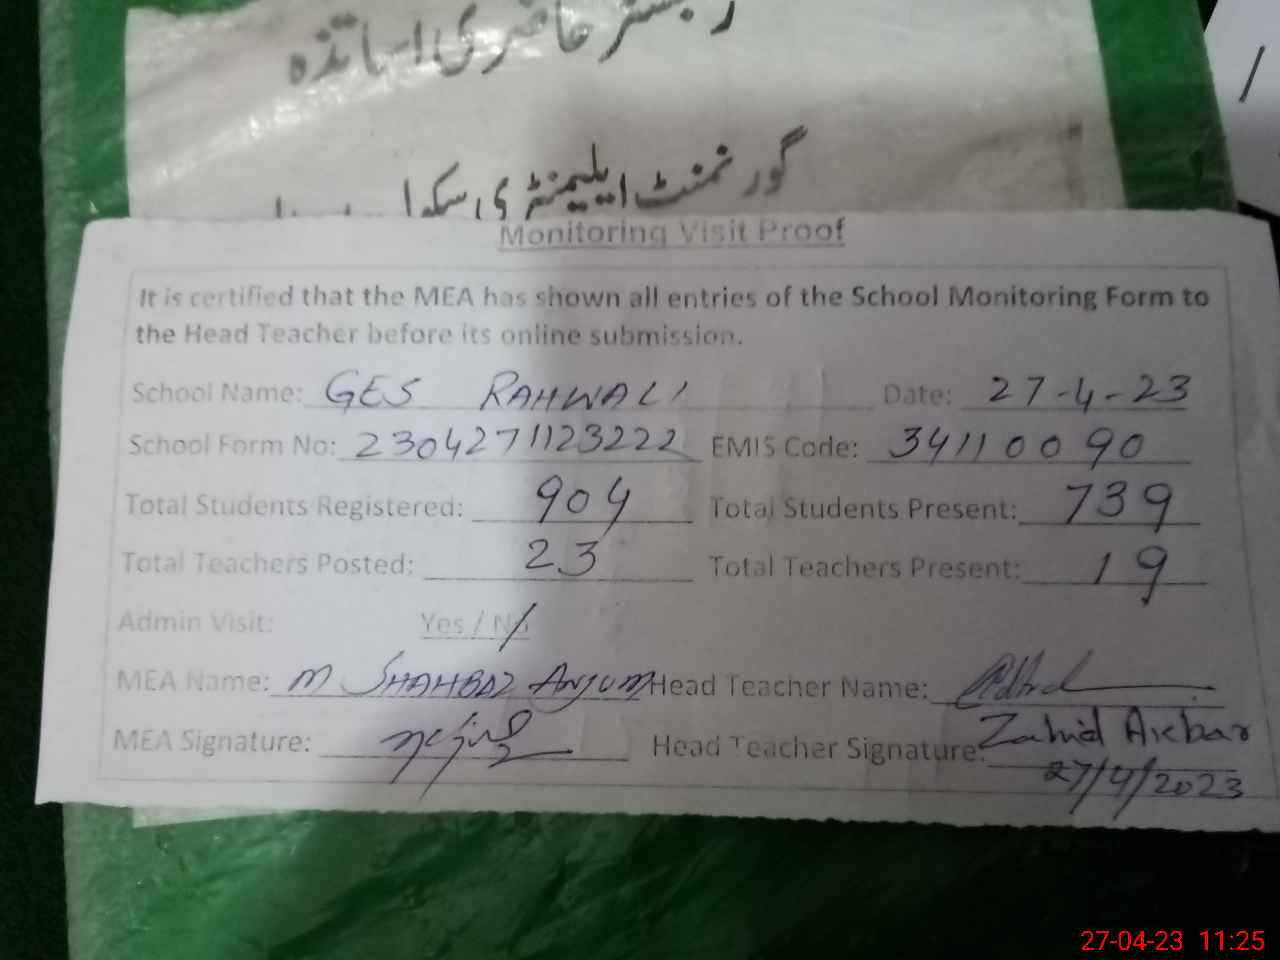 رجسٹر حاضری اساتذہ
گورنمنٹ ایلیمنٹری سکول
Monitoring Visit Proof
It is certified that the MEA has shown all entries of the School Monitoring Form to
the Head Teacher before its online submission.
School Name: GES RAHWALI Date: 27-4-23
School Form No: 2304271123222 EMIS Code: 34110090
Total Students Registered: 904 Total Students Present: 739
Total Teachers Posted: 23 Total Teachers Present: 19
Admin Visit: Yes / No
MEA Name: M SHAHBAZ ANJUM Head Teacher Name:
MEA Signature: Head Teacher Signature: Zahid Akbar
27/4/2023
27-04-23 11:25